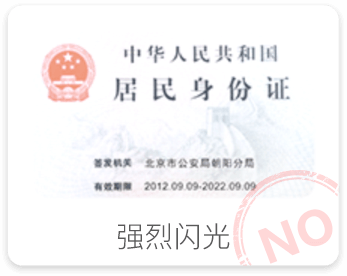 中华人民共和国
居民身份证
签发机关 北京市公安局朝阳分局
有效期限 2012.09.09-2022.09.09
强烈闪光
NO